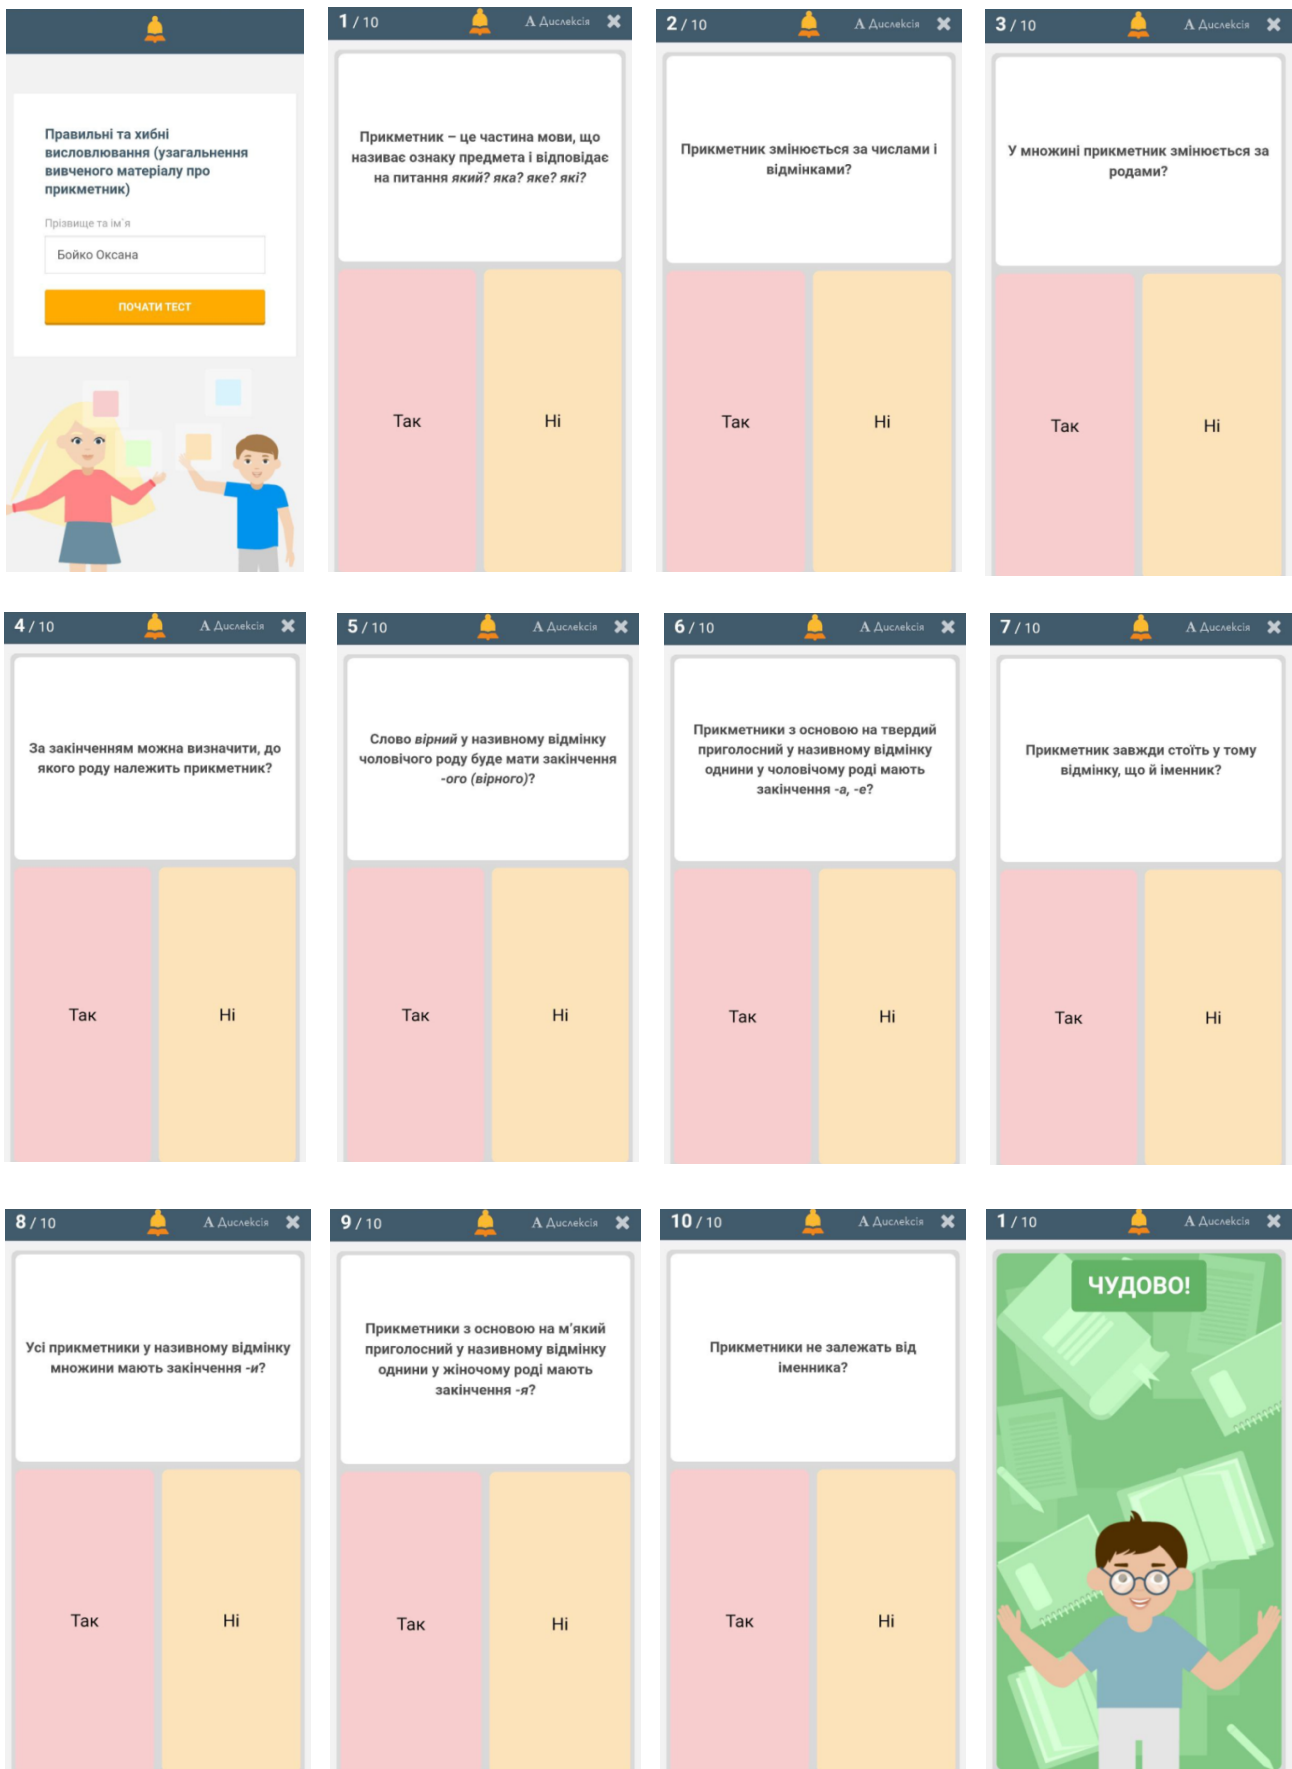 Правильні та хибні
висловлювання (узагальнення
вивченого матеріалу про
прикметник)
Прізвище та ім`я
Бойко Оксана
ПОЧАТИ ТЕСТ
1 / 10
А Дислексія
Прикметник – це частина мови, що
називає ознаку предмета і відповідає
на питання який? яка? яке? які?
Так
Ні
2 / 10
А Дислексія
Прикметник змінюється за числами і
відмінками?
Так
Ні
3 / 10
А Дислексія
У множині прикметник змінюється за
родами?
Так
Ні
4 / 10
А Дислексія
За закінченням можна визначити, до
якого роду належить прикметник?
Так
Ні
5 / 10
А Дислексія
Слово вірний у називному відмінку
чоловічого роду буде мати закінчення
-ого (вірного)?
Так
Ні
6 / 10
А Дислексія
Прикметники з основою на твердий
приголосний у називному відмінку
однини у чоловічому роді мають
закінчення -а, -е?
Так
Ні
7 / 10
А Дислексія
Прикметник завжди стоїть у тому
відмінку, що й іменник?
Так
Ні
8 / 10
А Дислексія
Усі прикметники у називному відмінку
множини мають закінчення -и?
Так
Ні
9 / 10
А Дислексія
Прикметники з основою на м'який
приголосний у називному відмінку
однини у жіночому роді мають
закінчення -я?
Так
Ні
10 / 10
А Дислексія
Прикметники не залежать від
іменника?
Так
Ні
1 / 10
А Дислексія
ЧУДОВО!